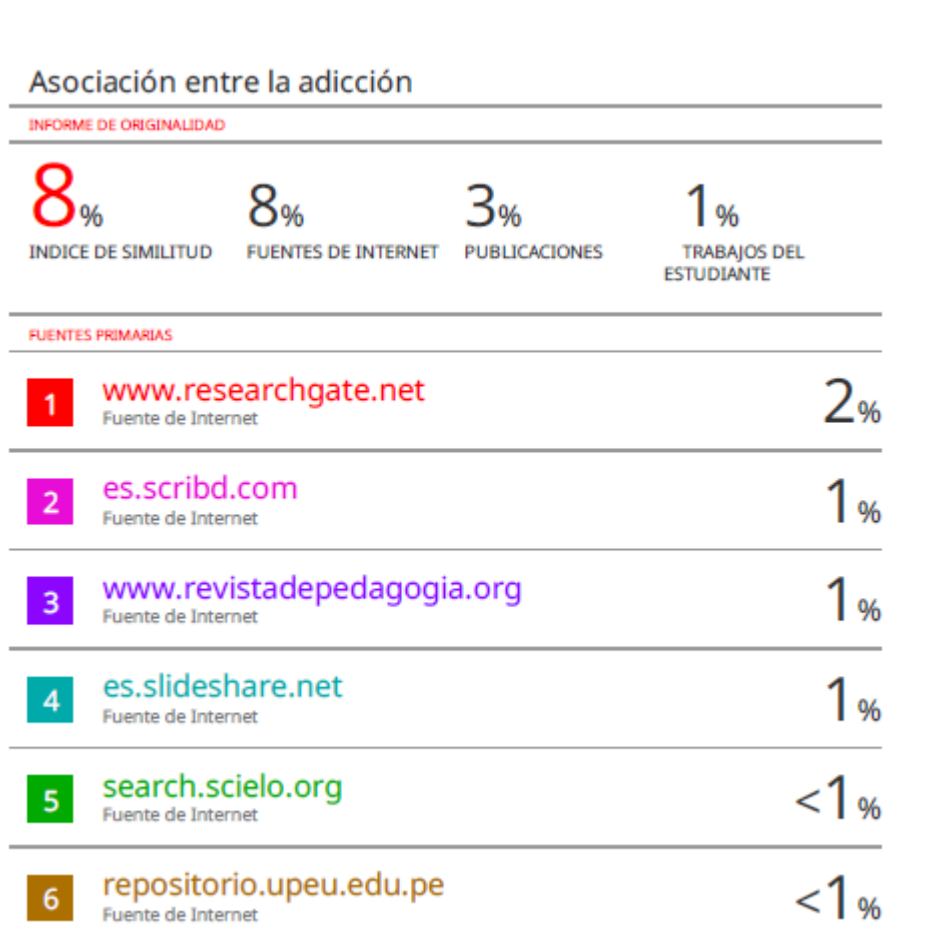 Asociación entre la adicción
INFORME DE ORIGINALIDAD
8% 8% 3% 1%
INDICE DE SIMILITUD FUENTES DE INTERNET PUBLICACIONES TRABAJOS DEL
ESTUDIANTE
FUENTES PRIMARIAS
1 www.researchgate.net 2%
Fuente de Internet
2 es.scribd.com 1%
Fuente de Internet
3 www.revistadepedagogia.org 1%
Fuente de Internet
4 es.slideshare.net 1%
Fuente de Internet
5 search.scielo.org <1%
Fuente de Internet
6 repositorio.upeu.edu.pe <1%
Fuente de Internet